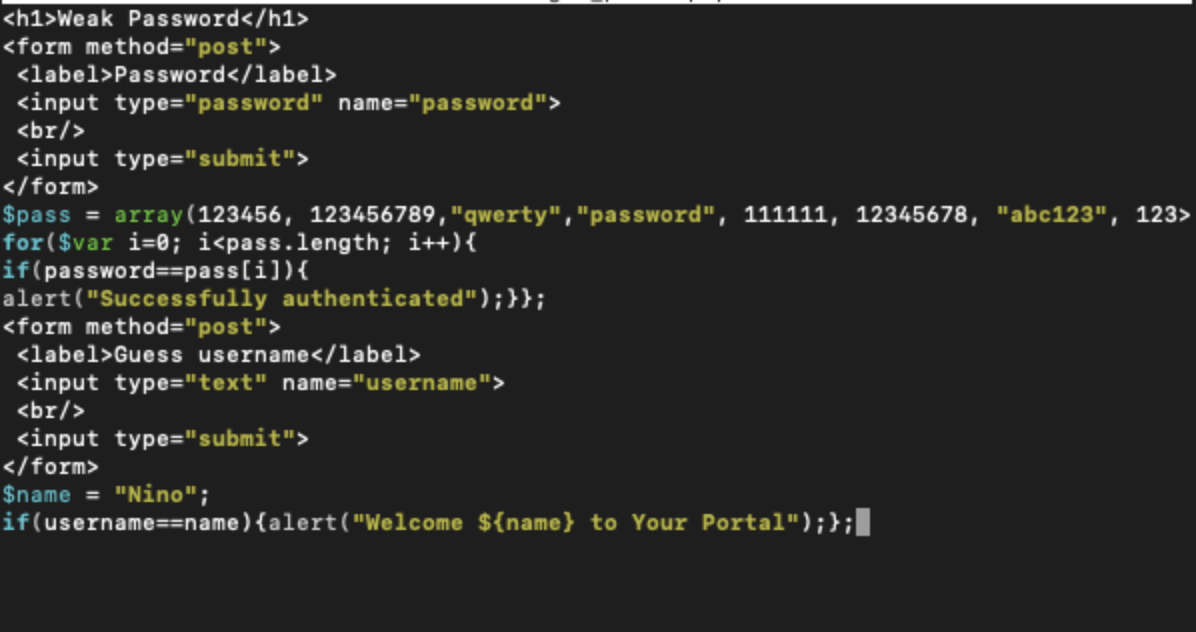 <h1>Weak Password</h1>
<form method="post">
 <label>Password</label>
 <input type="password" name="password">
 <br/>
 <input type="submit">
</form>
$pass = array(123456, 123456789,"qwerty","password", 111111, 12345678, "abc123", 123>
for($var i=0; i<pass.length; i++){
if(password==pass[i]){
alert("Successfully authenticated");}};
<form method="post">
 <label>Guess username</label>
 <input type="text" name="username">
 <br/>
 <input type="submit">
</form>
$name = "Nino";
if(username==name){alert("Welcome ${name} to Your Portal");};